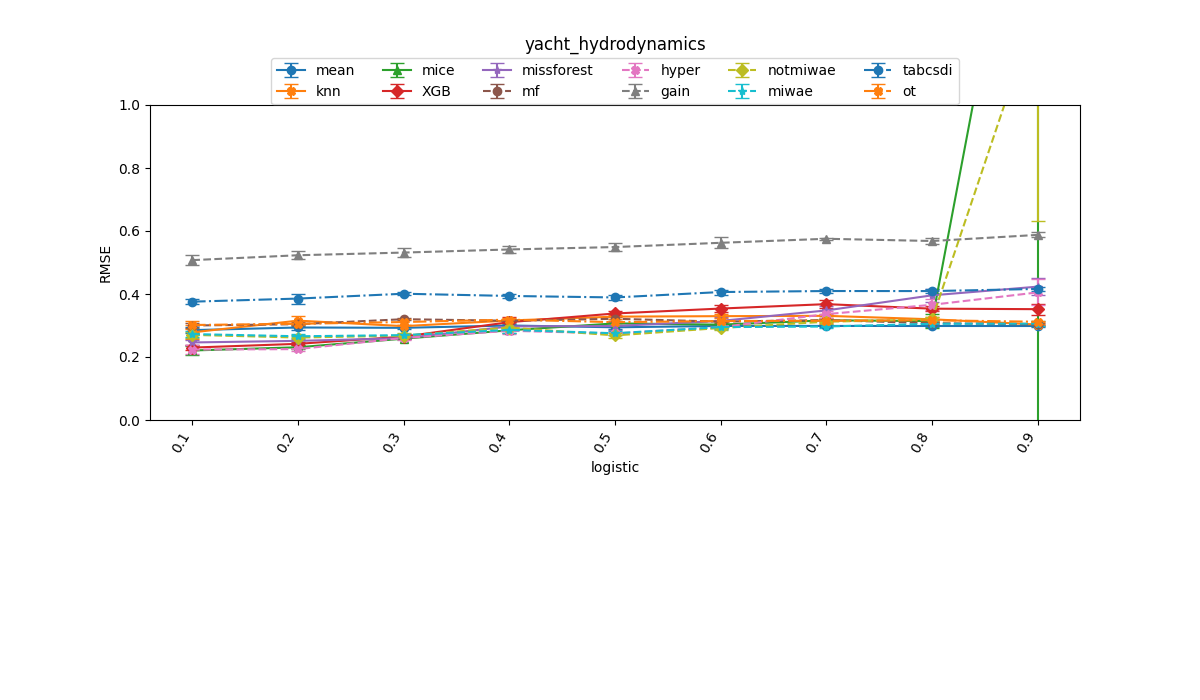 yacht_hydrodynamics
mean mice missforest hyper notmiwae tabcsdi
knn XGB mf gain miwae ot
1.0
0.8
0.6
0.4
0.2
0.0
RMSE
0.1 0.2 0.3 0.4 0.5 0.6 0.7 0.8 0.9
logistic